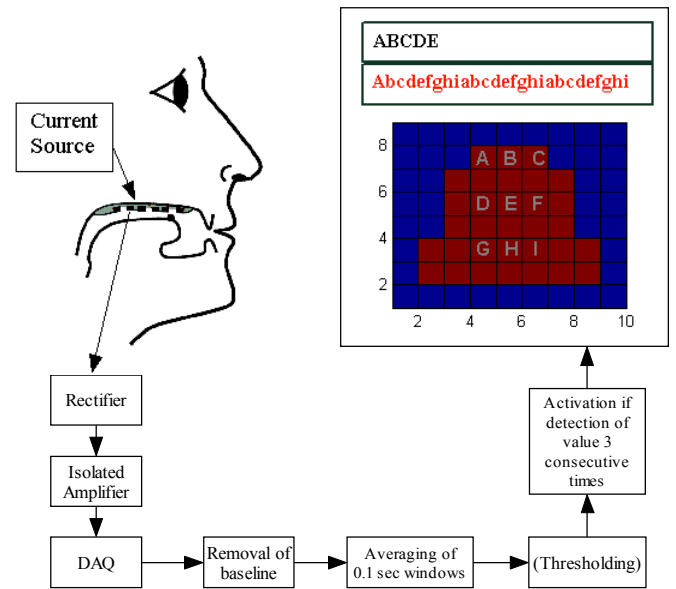 ABCDE
Abcdefghiabcdefghiabcdefghi
Current
Source
8
A B C
6
D E F
4
G H I
2
2 4 6 8 10
Rectifier
Isolated
Amplifier
DAQ
Removal of
baseline
Averaging of
0.1 sec windows
(Thresholding)
Activation if
detection of
value 3
consecutive
times